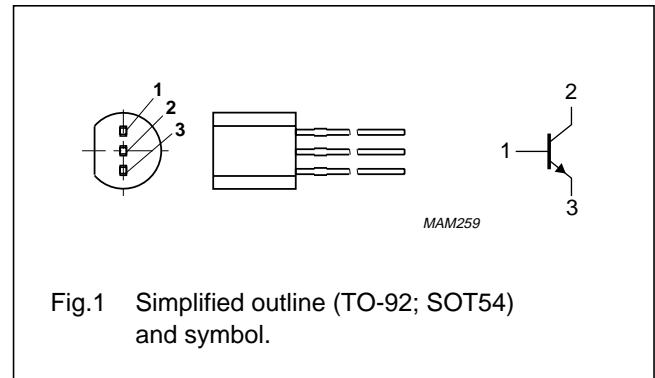 1
2
3
2
1
3
MAM259
Fig.1 Simplified outline (TO-92; SOT54)
and symbol.